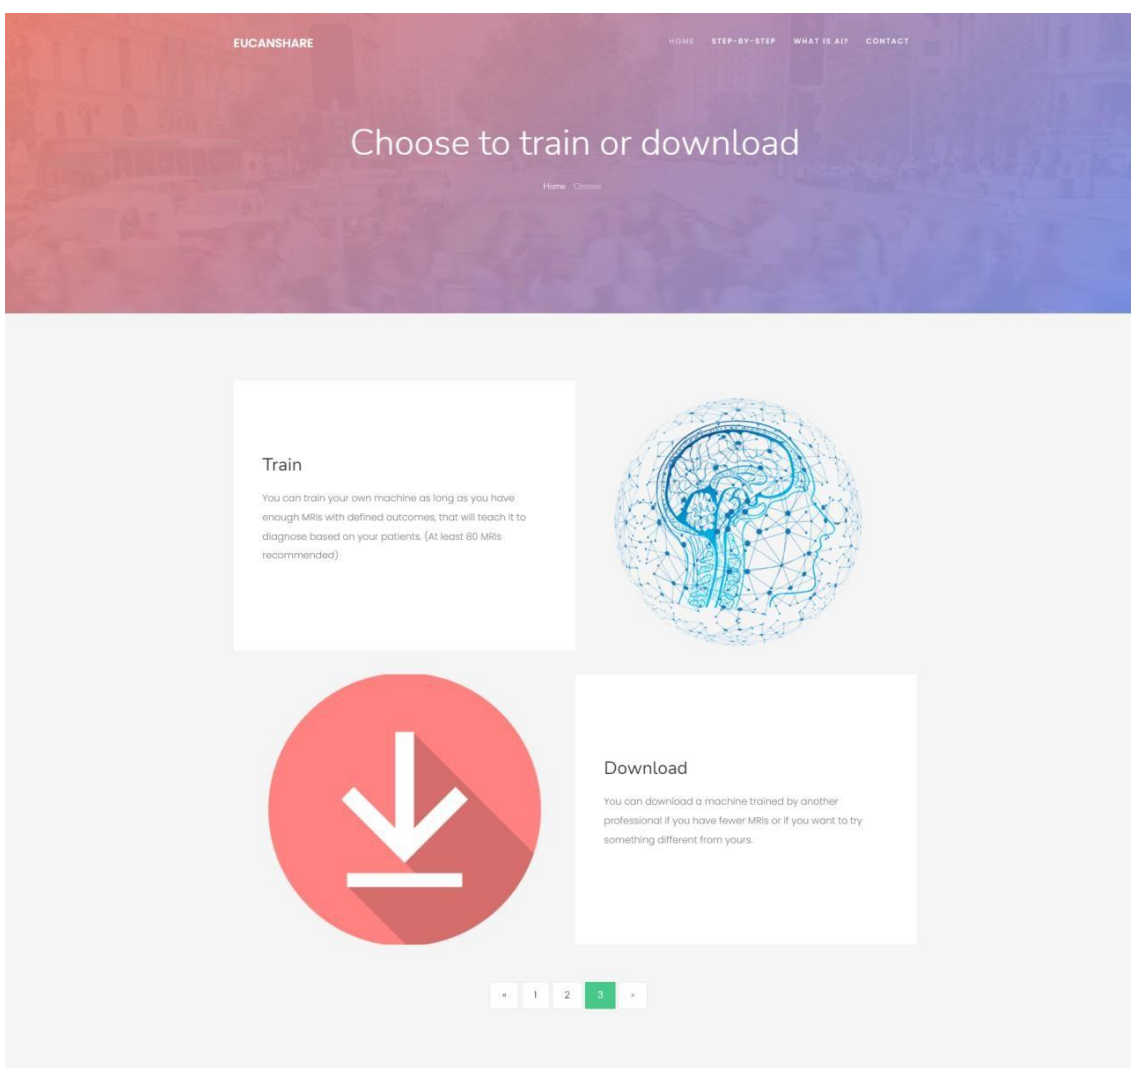 EUCANSHARE
HOME STEP-BY-STEP WHAT IS AI? CONTACT
Choose to train or download
Home Choose
Train
You can train your own machine as long as you have
enough MRIs with defined outcomes, that will teach it to
diagnose based on your patients. (At least 80 MRIs
recommended)
Download
You can download a machine trained by another
professional if you have fewer MRIs or if you want to try
something different from yours.
« 1 2 3 »